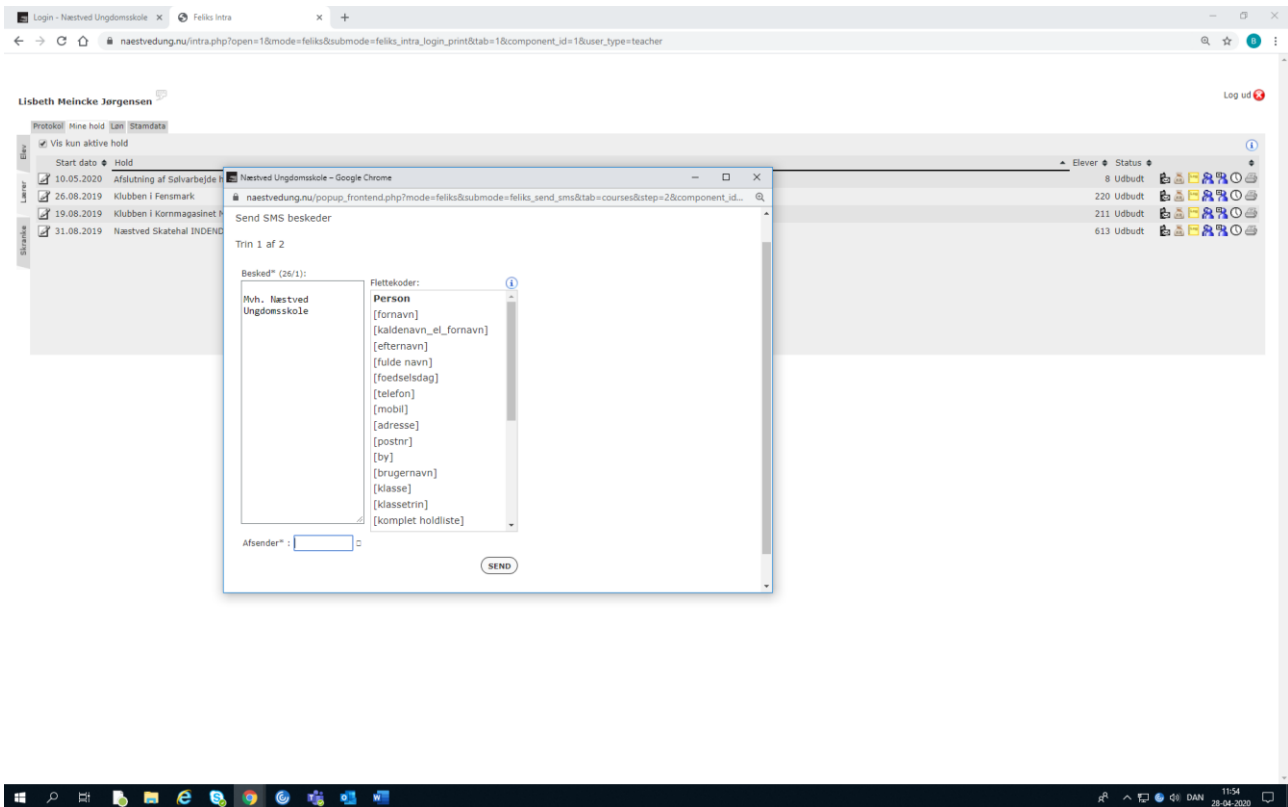 Login - Næstved Ungdomsskole
Feliks Intra
naestvedung.nu/intra.php?open=1&mode=feliks&submode=feliks_intra_login_print&tab=1&component_id=1&user_type=teacher
B
Lisbeth Meincke Jørgensen
Log ud
Protokol Mine hold Løn Stamdata
Elev
Lærer
Skranke
Vis kun aktive hold
Start dato Hold Elever Status
10.05.2020 Afslutning af Sølvarbejde h 8 Udbudt
26.08.2019 Klubben i Fensmark 220 Udbudt
19.08.2019 Klubben i Kornmagasinet N 211 Udbudt
31.08.2019 Næstved Skatehal INDEND 613 Udbudt
Næstved Ungdomsskole – Google Chrome
naestvedung.nu/popup_frontend.php?mode=feliks&submode=feliks_send_sms&tab=courses&step=2&component_id...
Send SMS beskeder
Trin 1 af 2
Besked* (26/1):
Mvh. Næstved
Ungdomsskole
Flettekoder:
Person
[fornavn]
[kaldenavn_el_fornavn]
[efternavn]
[fulde navn]
[foedselsdag]
[telefon]
[mobil]
[adresse]
[postnr]
[by]
[brugernavn]
[klasse]
[klassetrin]
[komplet holdliste]
Afsender* :
SEND
DAN
11:54
28-04-2020